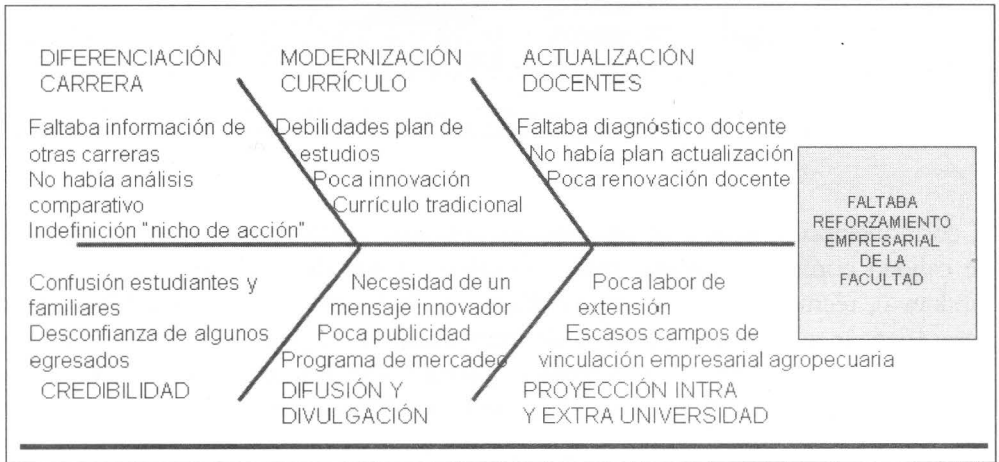 DIFERENCIACIÓN
CARRERA
Faltaba información de
otras carreras
No había análisis
comparativo
Indefinición "nicho de acción"
MODERNIZACIÓN
CURRÍCULO
Debilidades plan de
estudios
Poca innovación
Currículo tradicional
ACTUALIZACIÓN
DOCENTES
Faltaba diagnóstico docente
No había plan actualización
Poca renovación docente
FALTABA
REFORZAMIENTO
EMPRESARIAL
DE LA
FACULTAD
Confusión estudiantes y
familiares
Desconfianza de algunos
egresados
CREDIBILIDAD
Necesidad de un
mensaje innovador
Poca publicidad
Programa de mercadeo
DIFUSIÓN Y
DIVULGACIÓN
Poca labor de
extensión
Escasos campos de
vinculación empresarial agropecuaria
PROYECCIÓN INTRA
Y EXTRA UNIVERSIDAD